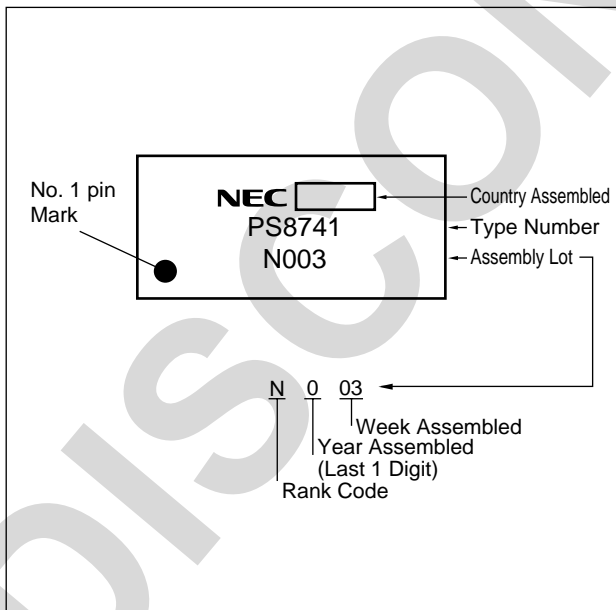 No. 1 pin
Mark
NEC
PS8741
N003
Country Assembled
Type Number
Assembly Lot
N 0 03
Week Assembled
Year Assembled
(Last 1 Digit)
Rank Code